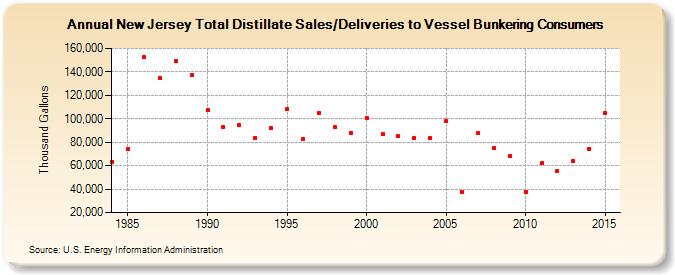 Annual New Jersey Total Distillate Sales/Deliveries to Vessel Bunkering Consumers
Thousand Gallons
160,000
140,000
120,000
100,000
80,000
60,000
40,000
20,000
1985 1990 1995 2000 2005 2010 2015
Source: U.S. Energy Information Administration